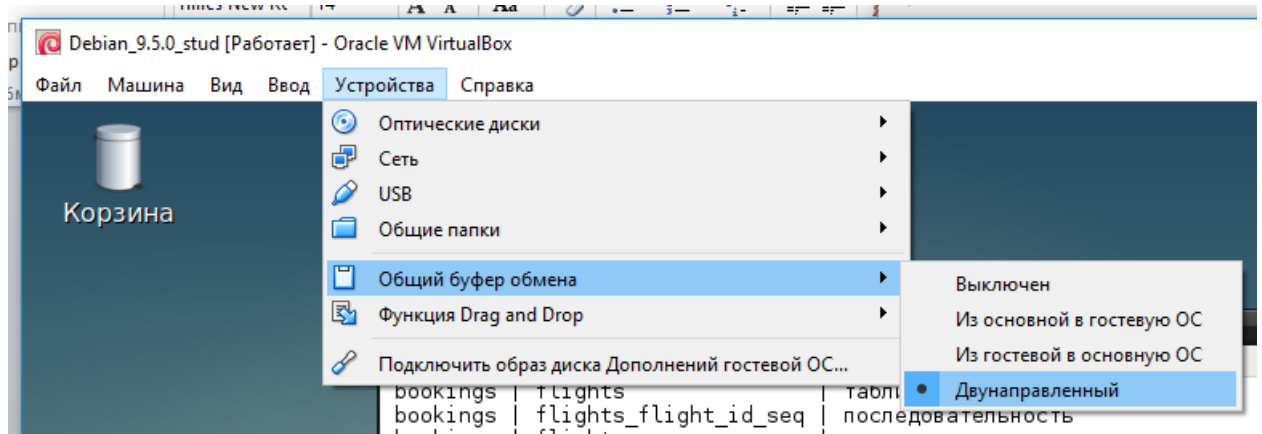 14 A A Aa
Debian_9.5.0_stud [Работает] - Oracle VM VirtualBox
Файл Машина Вид Ввод Устройства Справка
Оптические диски
Сеть
USB
Общие папки
Корзина
Общий буфер обмена
Выключен
Функция Drag and Drop
Из основной в гостевую ОС
Из гостевой в основную ОС
Подключить образ диска Дополнений гостевой ОС...
Двунаправленный
bookings | flights |
bookings | flights_flight_id_seq | последовательность